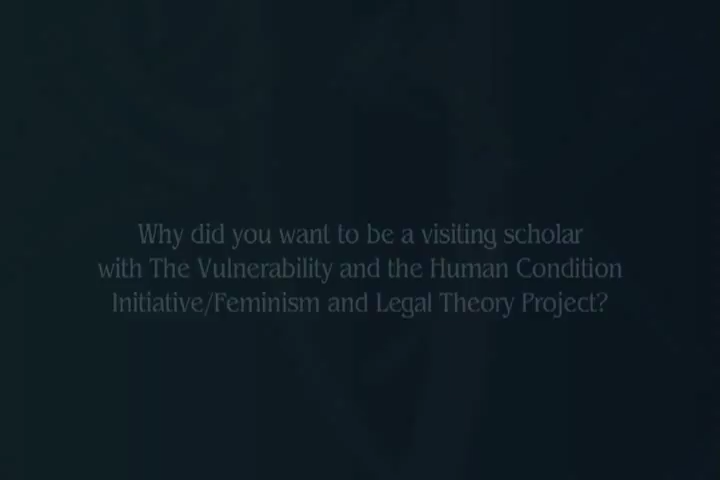 Why did you want to be a visiting scholar
with The Vulnerability and the Human Condition
Initiative/Feminism and Legal Theory Project?